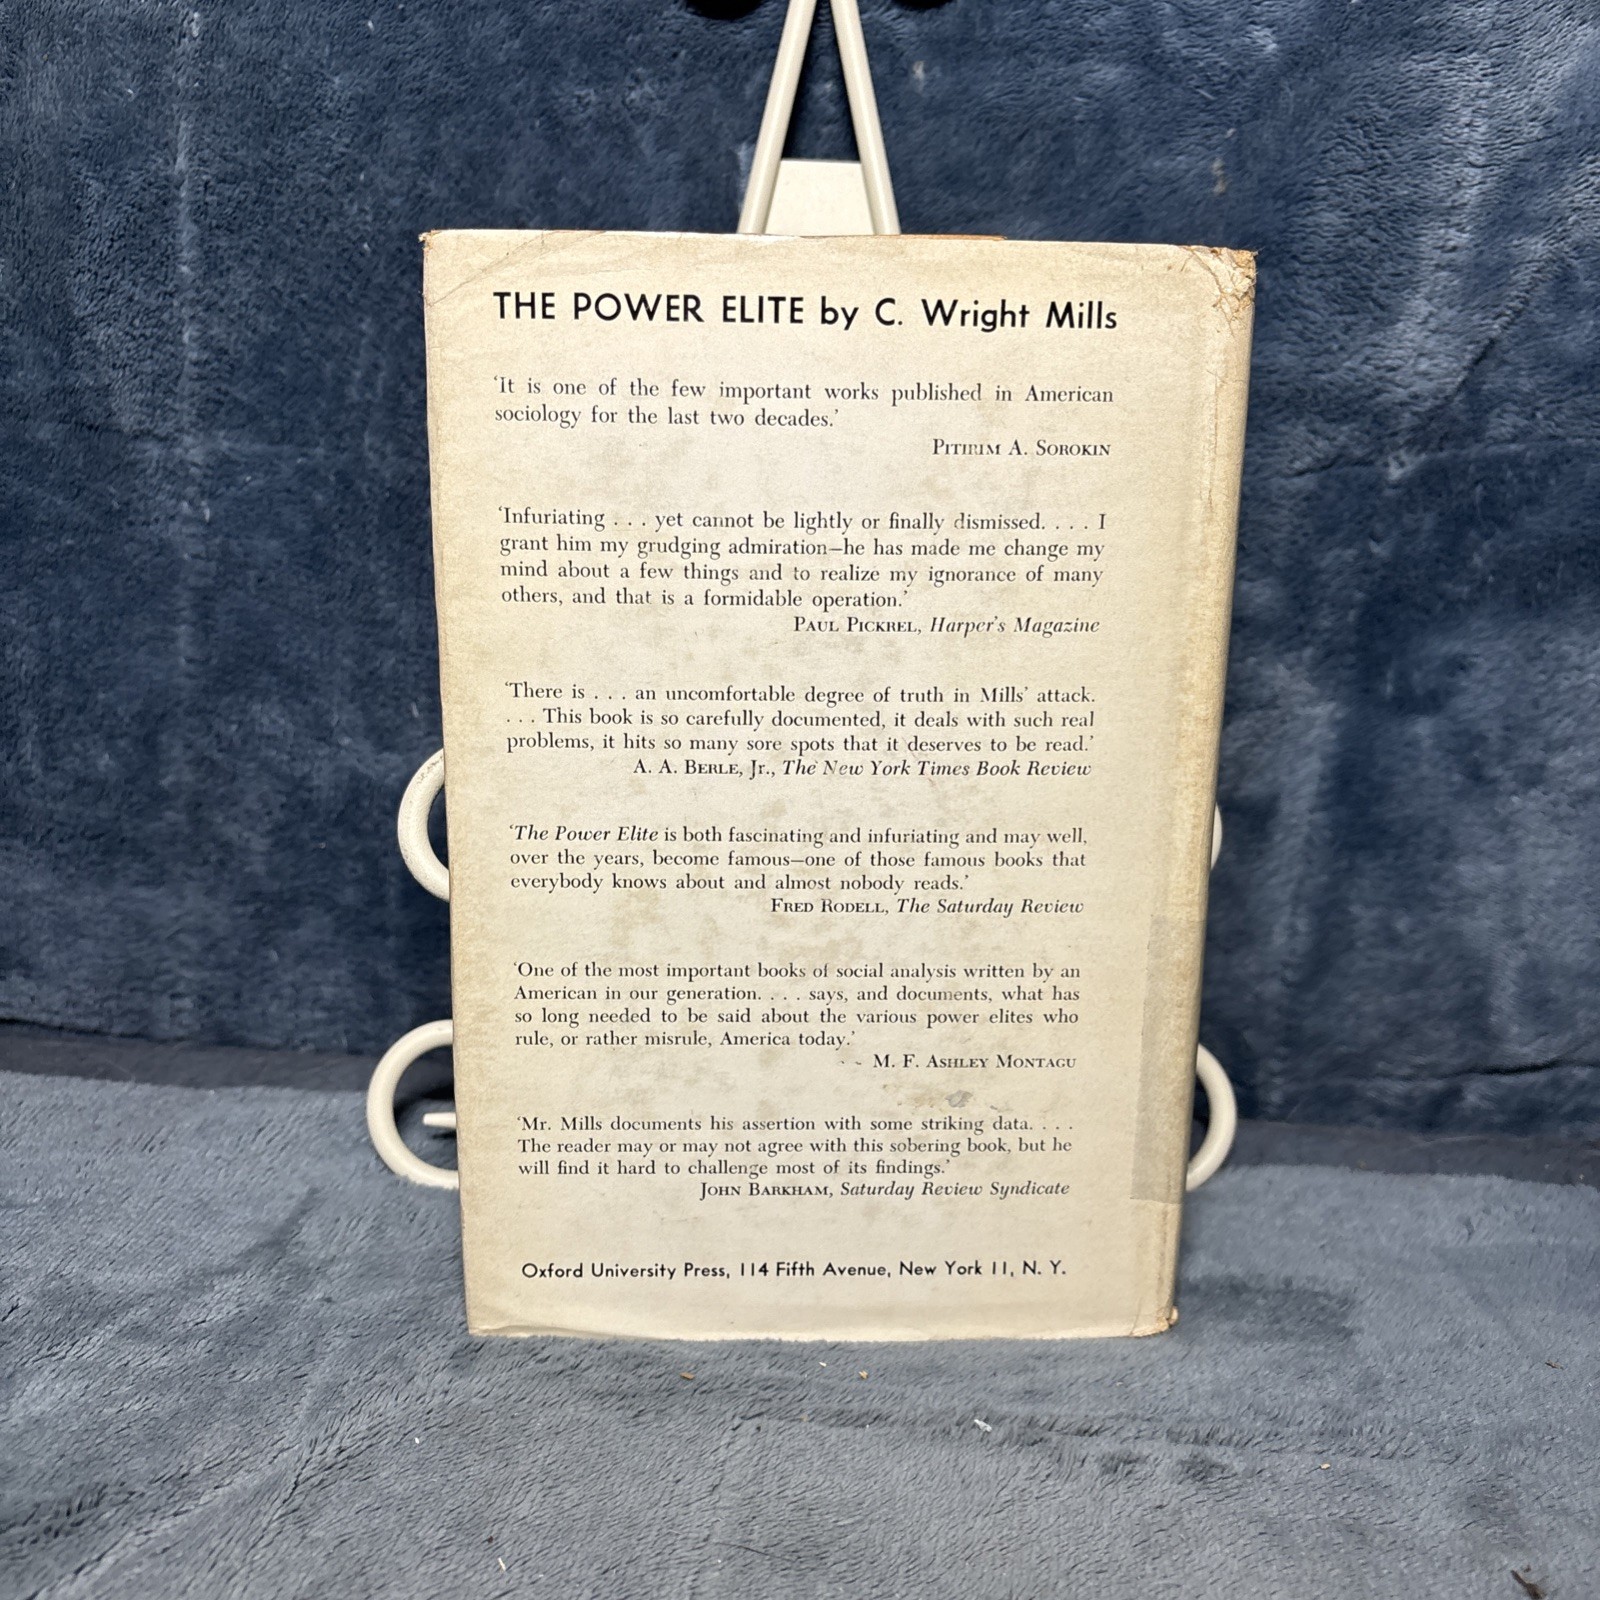 THE POWER ELITE by C. Wright Mills
‘It is one of the few important works published in American
sociology for the last two decades.’
PITIRIM A. SOROKIN
‘Infuriating . . . yet cannot be lightly or finally dismissed. . . . I
grant him my grudging admiration—he has made me change my
mind about a few things and to realize my ignorance of many
others, and that is a formidable operation.’
PAUL PICKREL, Harper's Magazine
‘There is . . . an uncomfortable degree of truth in Mills’ attack.
. . . This book is so carefully documented, it deals with such real
problems, it hits so many sore spots that it deserves to be read.’
A. A. BERLE, Jr., The New York Times Book Review
‘The Power Elite is both fascinating and infuriating and may well,
over the years, become famous—one of those famous books that
everybody knows about and almost nobody reads.’
FRED RODELL, The Saturday Review
‘One of the most important books of social analysis written by an
American in our generation. . . . says, and documents, what has
so long needed to be said about the various power elites who
rule, or rather misrule, America today.’
M. F. ASHLEY MONTAGU
‘Mr. Mills documents his assertion with some striking data. . . .
The reader may or may not agree with this sobering book, but he
will find it hard to challenge most of its findings.’
JOHN BARKHAM, Saturday Review Syndicate
Oxford University Press, 114 Fifth Avenue, New York 11, N. Y.